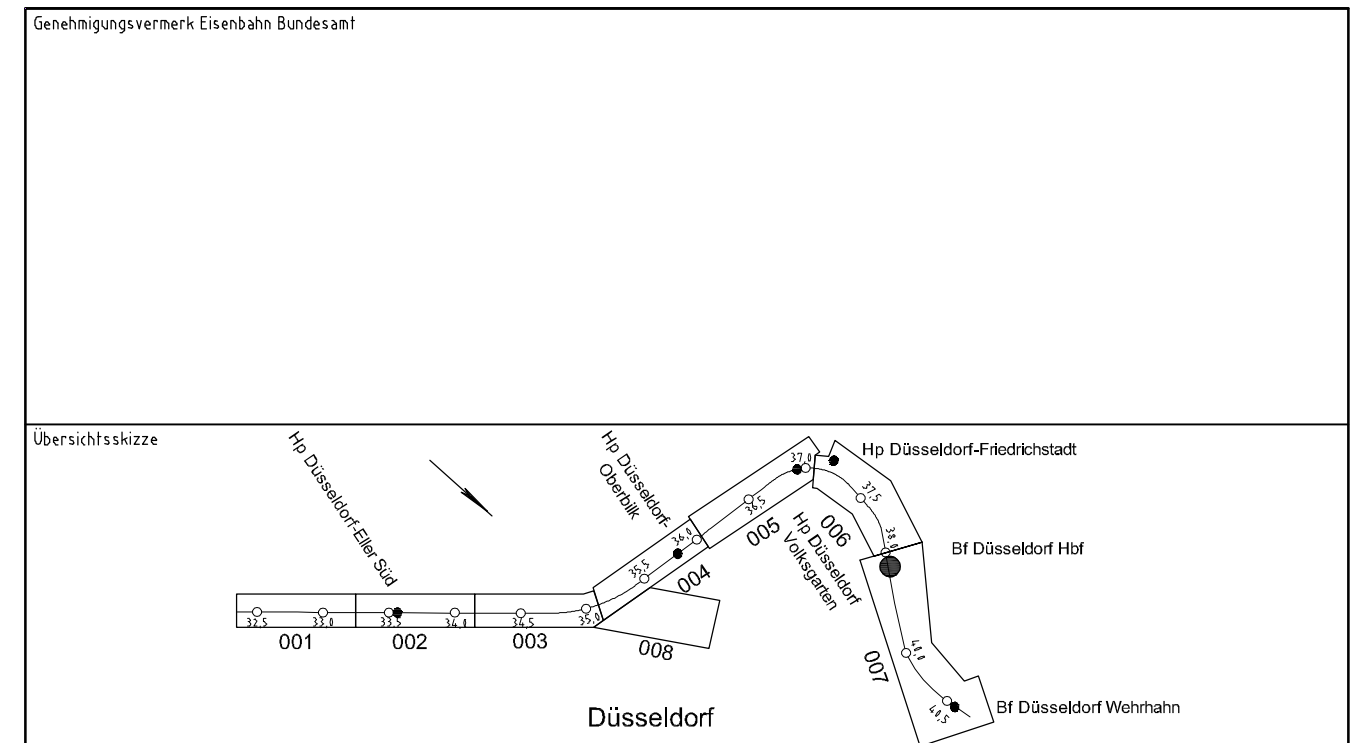 Genehmigungsvermerk Eisenbahn Bundesamt
Übersichtsskizze
Hp Düsseldorf-Eller Süd
Hp Düsseldorf-
Oberbilk
Hp Düsseldorf-Friedrichstadt
Hp Düsseldorf
Volksgarten
Bf Düsseldorf Hbf
Bf Düsseldorf Wehrhahn
32,5
33,0
33,5
34,0
34,5
35,0
35,5
36,0
36,5
37,0
37,5
38,0
40,0
40,5
001
002
003
004
005
006
007
008
Düsseldorf